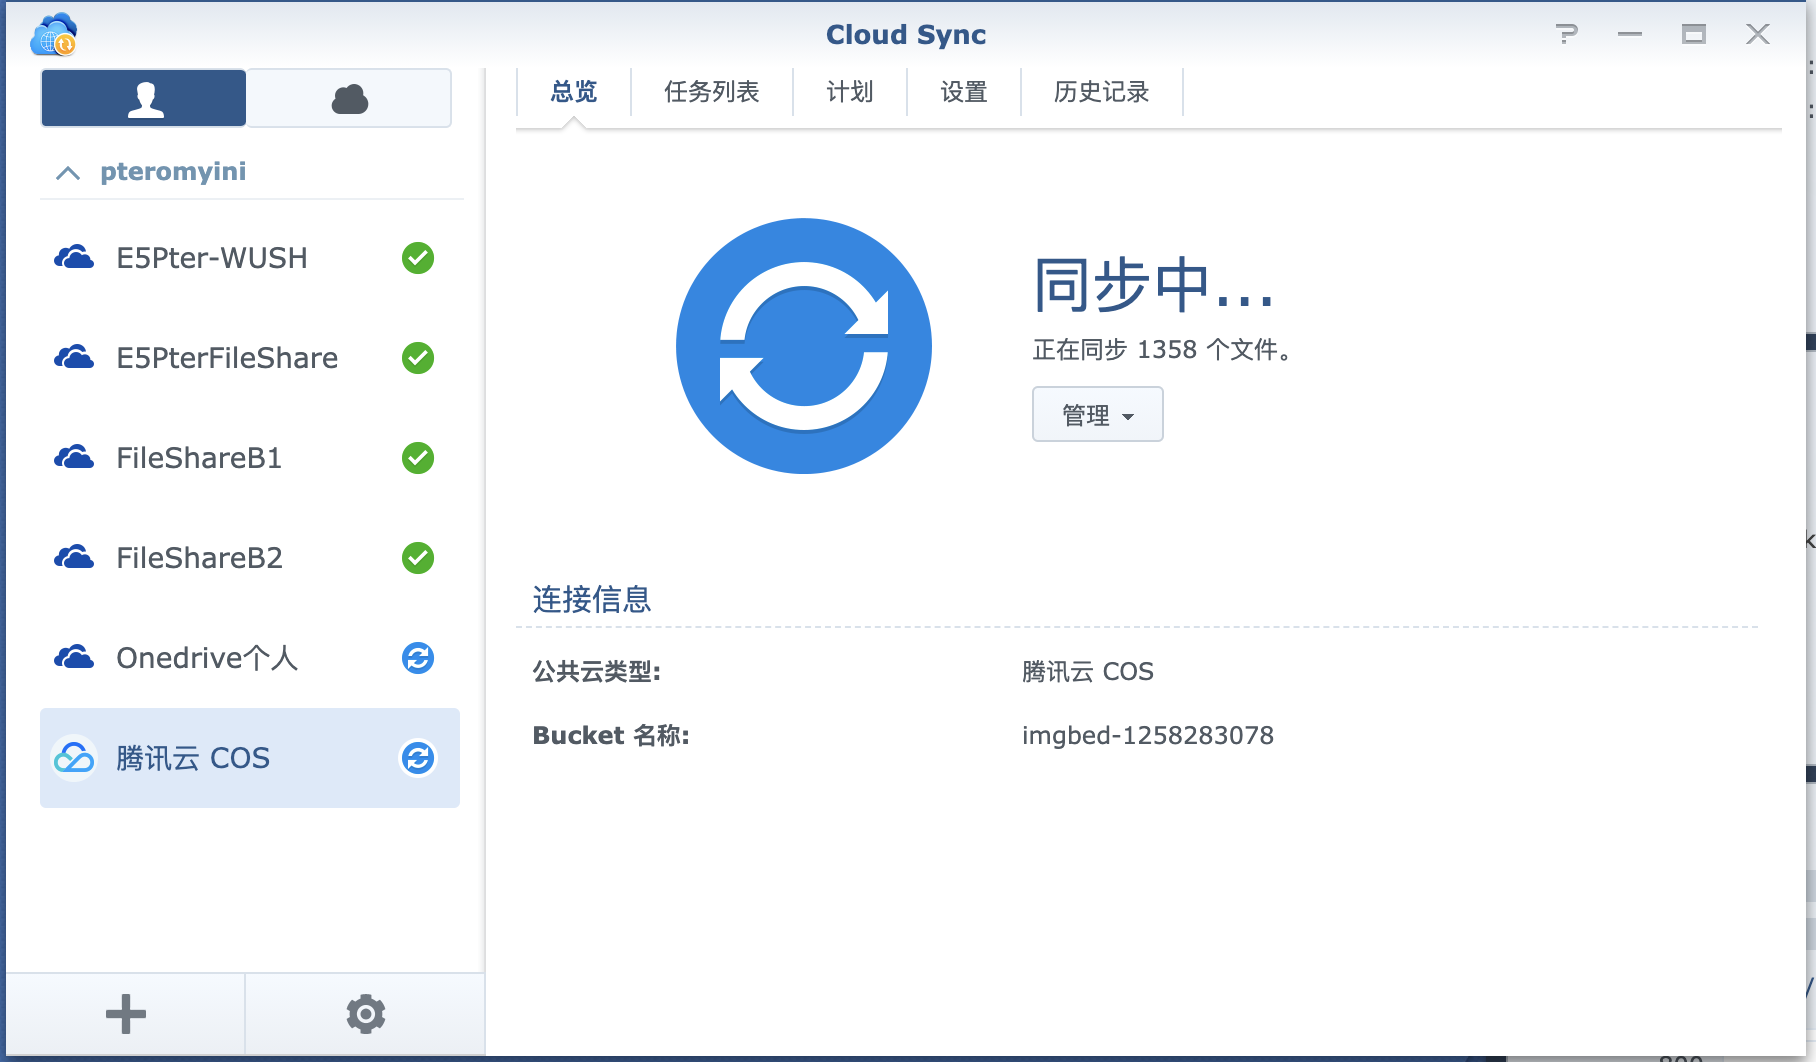 Cloud Sync
总览
任务列表
计划
设置
历史记录
pteromyini
E5Pter-WUSH
E5PterFileShare
FileShareB1
FileShareB2
Onedrive个人
腾讯云 COS
同步中...
正在同步 1358 个文件。
管理
连接信息
公共云类型: 腾讯云 COS
Bucket 名称: imgbed-1258283078